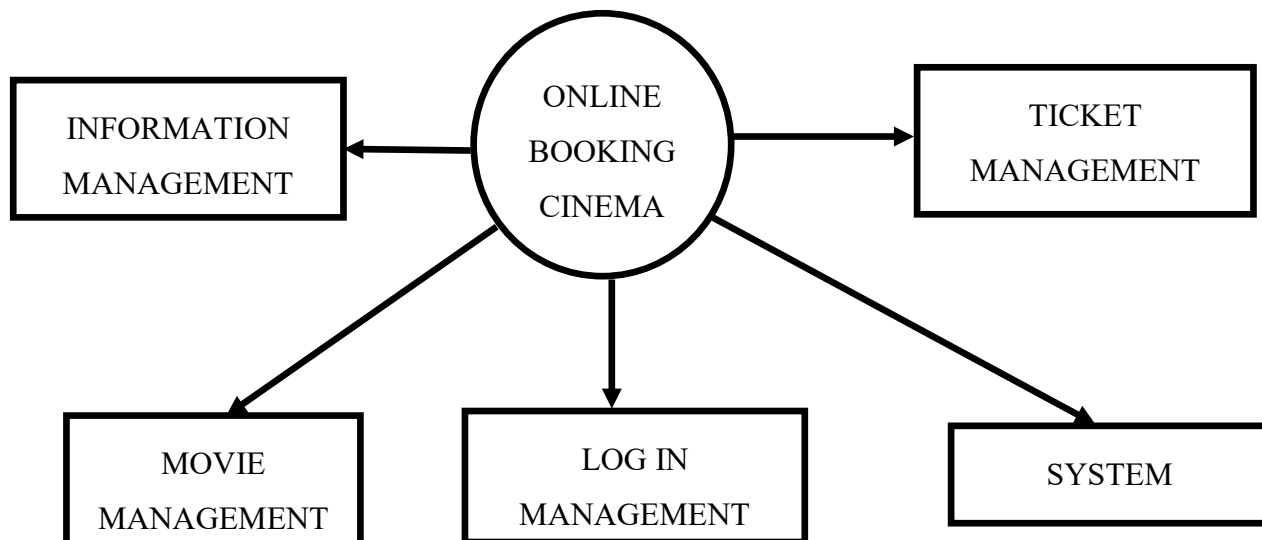 ONLINE
BOOKING
CINEMA
INFORMATION
MANAGEMENT
TICKET
MANAGEMENT
MOVIE
MANAGEMENT
LOG IN
MANAGEMENT
SYSTEM